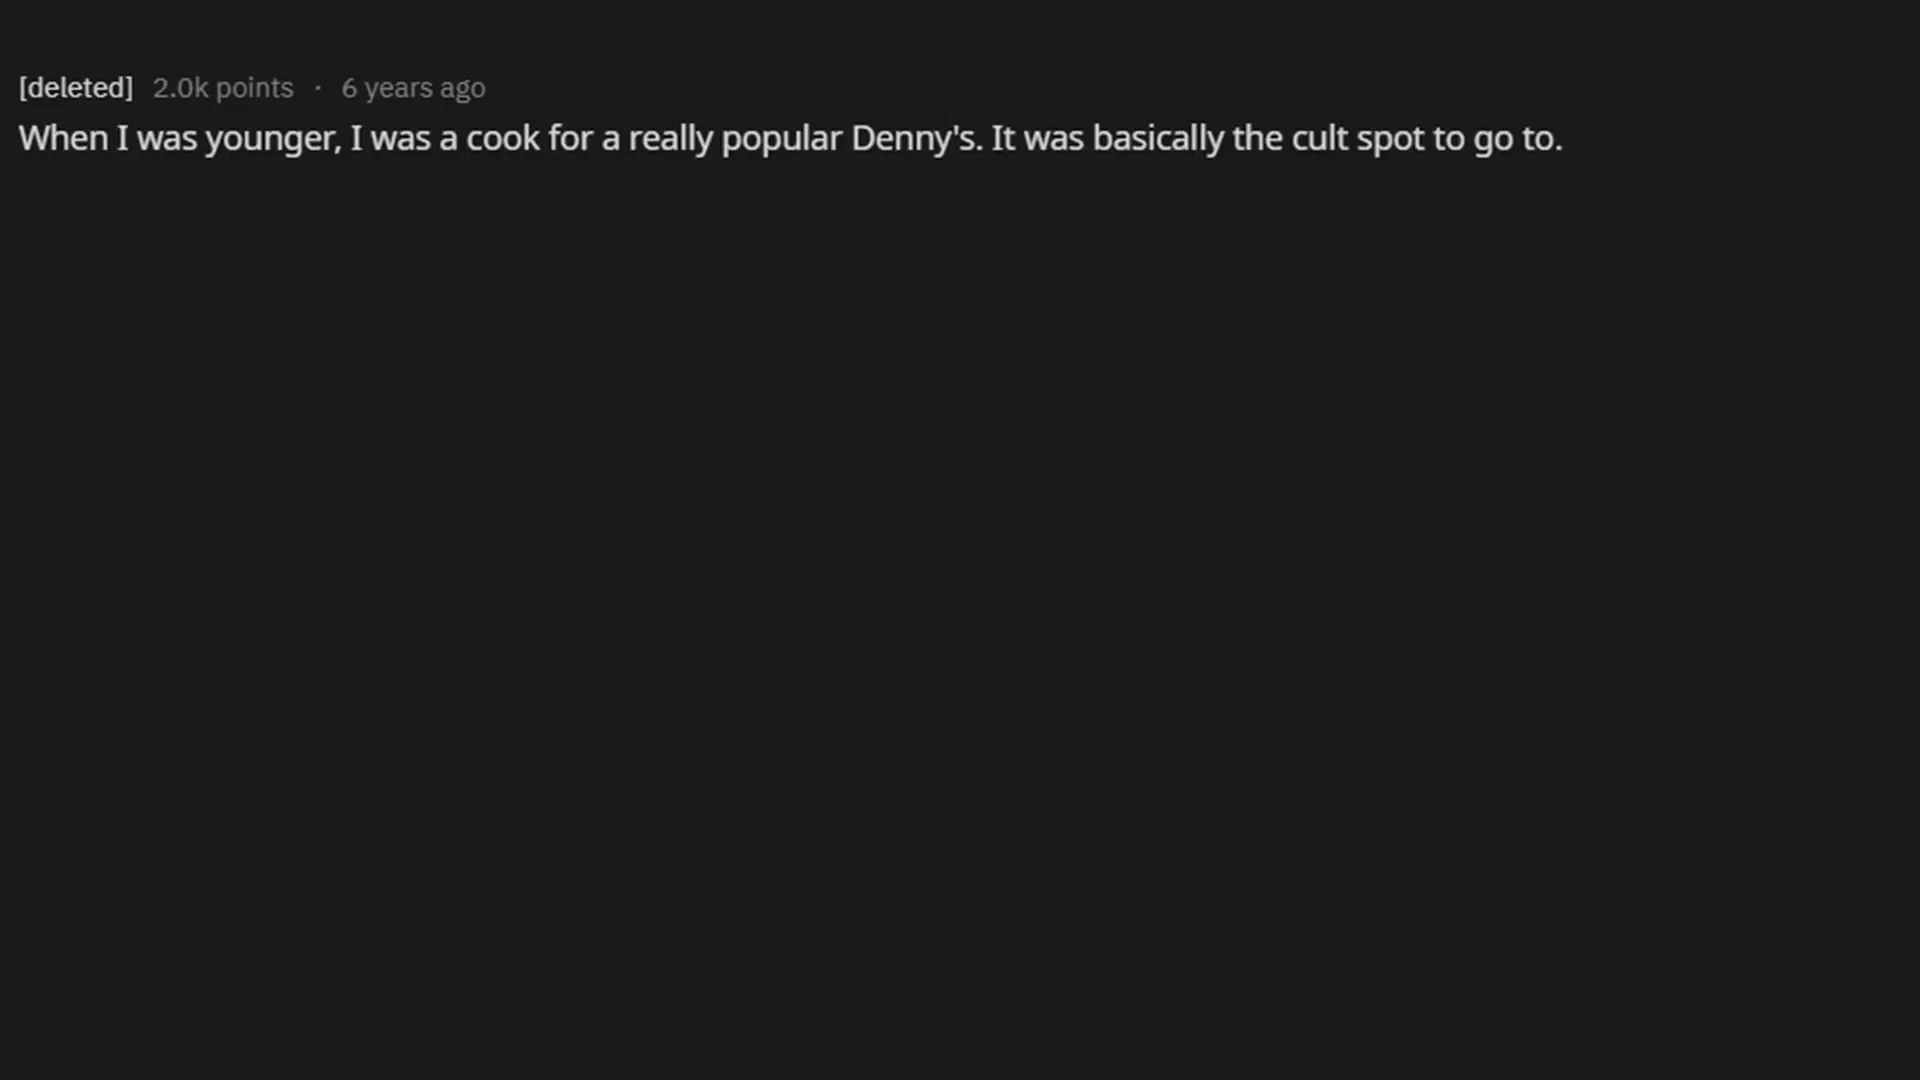 [deleted] 2.0k points · 6 years ago
When I was younger, I was a cook for a really popular Denny's. It was basically the cult spot to go to.